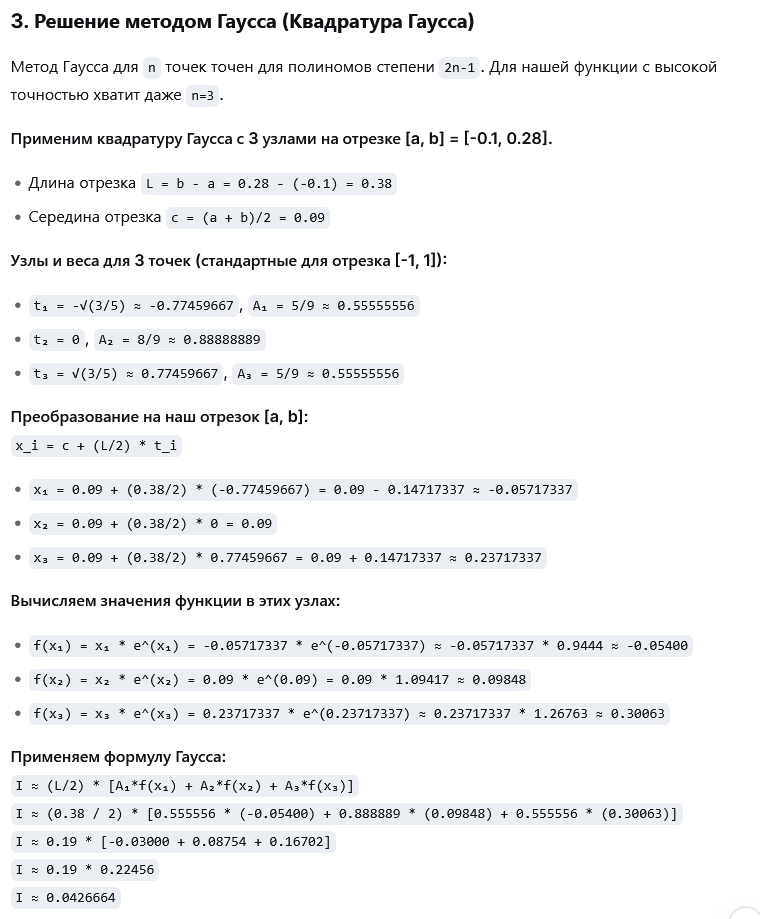 3. Решение методом Гаусса (Квадратура Гаусса)
Метод Гаусса для n точек точен для полиномов степени 2n-1. Для нашей функции с высокой
точностью хватит даже n=3.
Применим квадратуру Гаусса с 3 узлами на отрезке [a, b] = [-0.1, 0.28].
• Длина отрезка L = b - a = 0.28 - (-0.1) = 0.38
• Середина отрезка c = (a + b)/2 = 0.09
Узлы и веса для 3 точек (стандартные для отрезка [-1, 1]):
• t₁ = -√(3/5) ≈ -0.77459667, A₁ = 5/9 ≈ 0.55555556
• t₂ = 0, A₂ = 8/9 ≈ 0.88888889
• t₃ = √(3/5) ≈ 0.77459667, A₃ = 5/9 ≈ 0.55555556
Преобразование на наш отрезок [a, b]:
x_i = c + (L/2) * t_i
• x₁ = 0.09 + (0.38/2) * (-0.77459667) = 0.09 - 0.14717337 ≈ -0.05717337
• x₂ = 0.09 + (0.38/2) * 0 = 0.09
• x₃ = 0.09 + (0.38/2) * 0.77459667 = 0.09 + 0.14717337 ≈ 0.23717337
Вычисляем значения функции в этих узлах:
• f(x₁) = x₁ * e^(x₁) = -0.05717337 * e^(-0.05717337) ≈ -0.05717337 * 0.9444 ≈ -0.05400
• f(x₂) = x₂ * e^(x₂) = 0.09 * e^(0.09) = 0.09 * 1.09417 ≈ 0.09848
• f(x₃) = x₃ * e^(x₃) = 0.23717337 * e^(0.23717337) ≈ 0.23717337 * 1.26763 ≈ 0.30063
Применяем формулу Гаусса:
I ≈ (L/2) * [A₁*f(x₁) + A₂*f(x₂) + A₃*f(x₃)]
I ≈ (0.38 / 2) * [0.555556 * (-0.05400) + 0.888889 * (0.09848) + 0.555556 * (0.30063)]
I ≈ 0.19 * [-0.03000 + 0.08754 + 0.16702]
I ≈ 0.19 * 0.22456
I ≈ 0.0426664